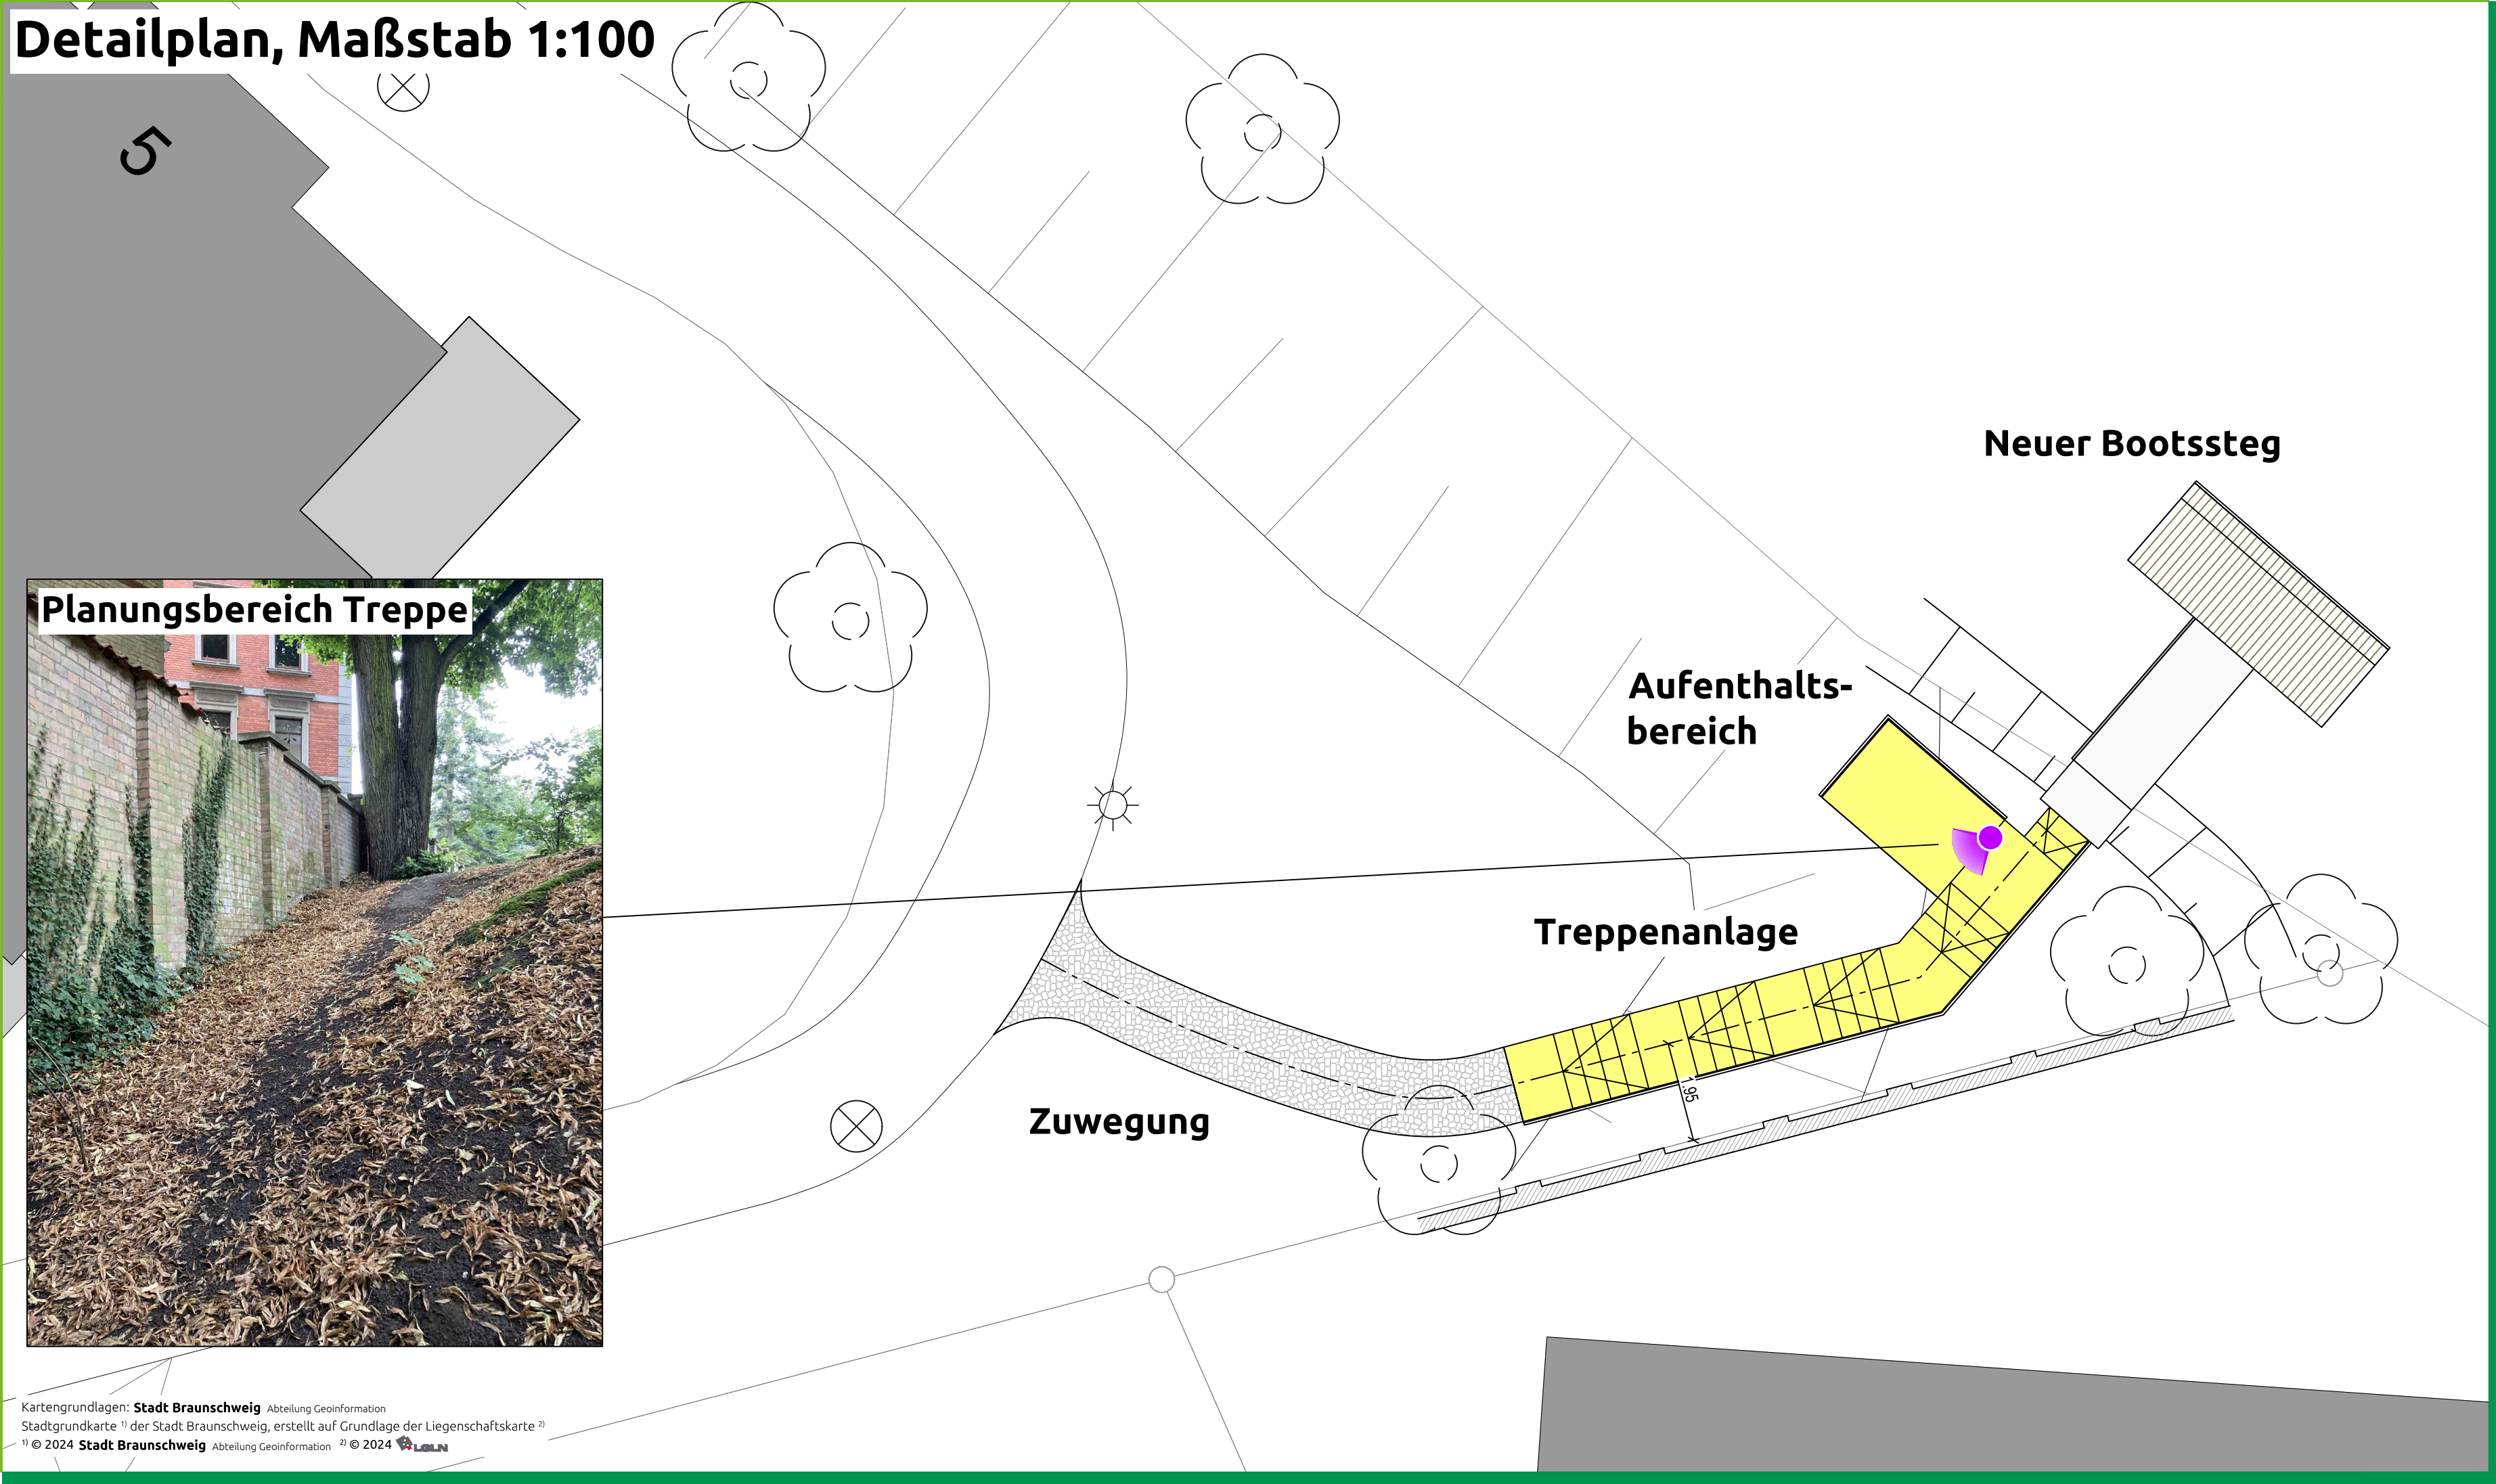 Detailplan, Maßstab 1:100
5
Neuer Bootssteg
Planungsbereich Treppe
Aufenthalts-
bereich
Treppenanlage
1.95
Zuwegung
Kartengrundlagen: Stadt Braunschweig Abteilung Geoinformation
Stadtgrundkarte ¹⁾ der Stadt Braunschweig, erstellt auf Grundlage der Liegenschaftskarte ²⁾
¹⁾ © 2024 Stadt Braunschweig Abteilung Geoinformation ²⁾ © 2024 LGLN